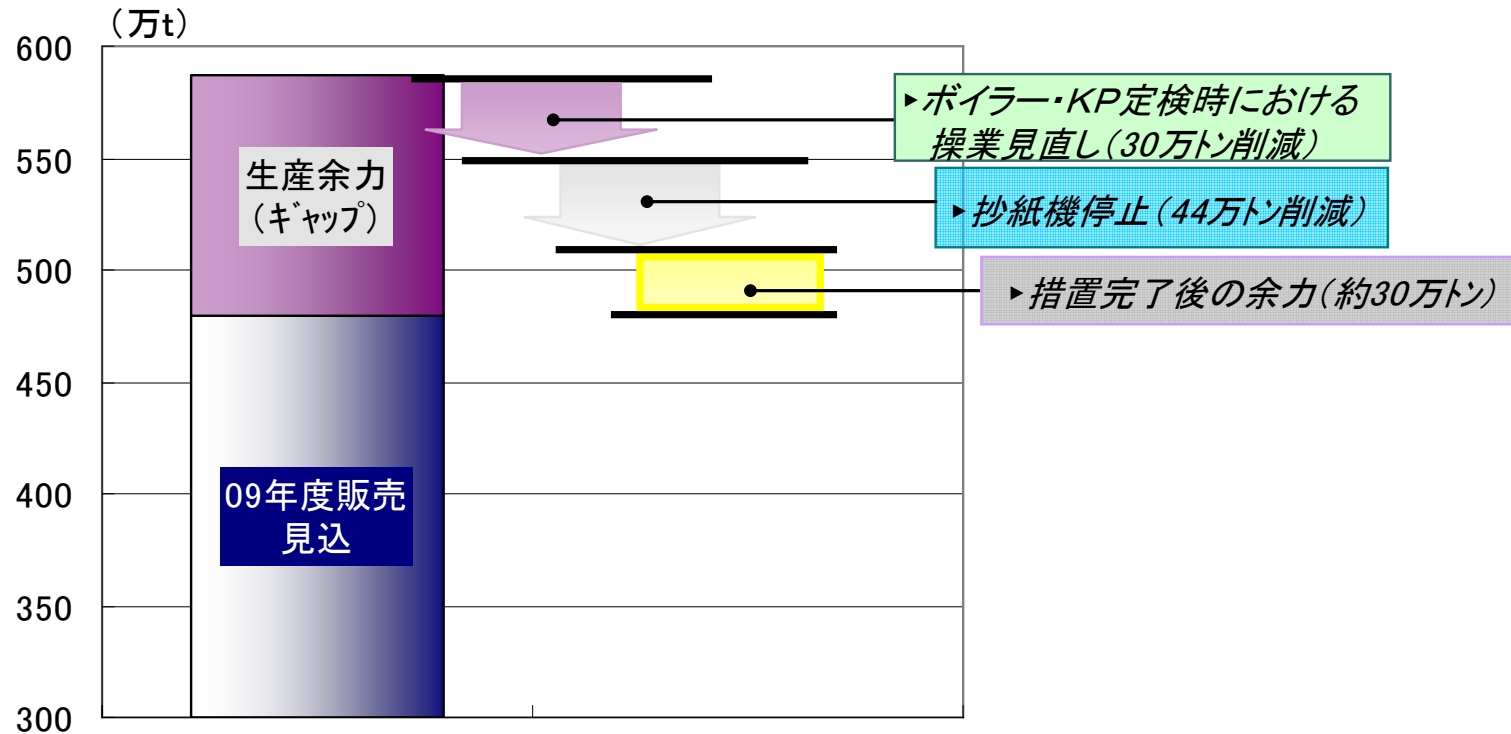 （万t）
600
550
500
450
400
350
300
生産余力
（ｷﾞｬｯﾌﾟ）
09年度販売
見込
▸ボイラー・ＫＰ定検時における
操業見直し（30万ﾄﾝ削減）
▸抄紙機停止（44万ﾄﾝ削減）
▸措置完了後の余力（約30万ﾄﾝ）